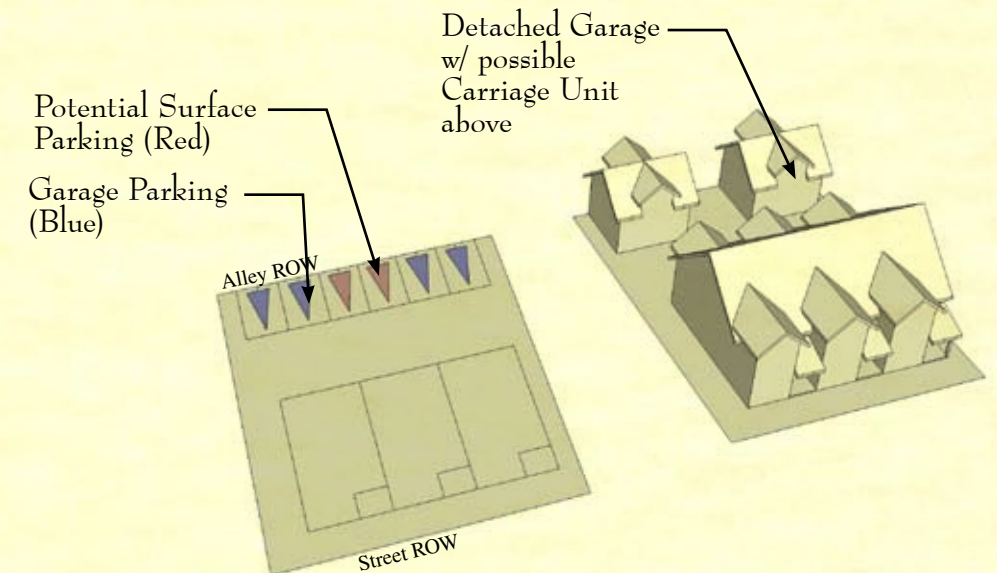 Detached Garage
w/ possible
Carriage Unit
above
Potential Surface
Parking (Red)
Garage Parking
(Blue)
Alley ROW
Street ROW